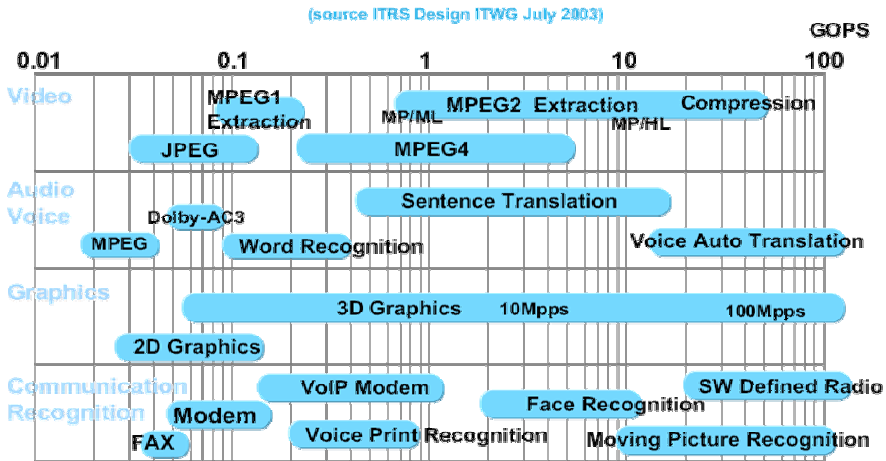 (source ITRS Design ITWG July 2003)
GOPS
0.01 0.1 1 10 100
Video
MPEG1
Extraction
MPEG2 Extraction Compression
MP/ML MP/HL
JPEG MPEG4
Audio
Voice
Sentence Translation
Dolby-AC3
MPEG Word Recognition Voice Auto Translation
Graphics
3D Graphics 10Mpps 100Mpps
2D Graphics
Communication
Recognition
VoIP Modem SW Defined Radio
Modem Face Recognition
FAX Voice Print Recognition Moving Picture Recognition